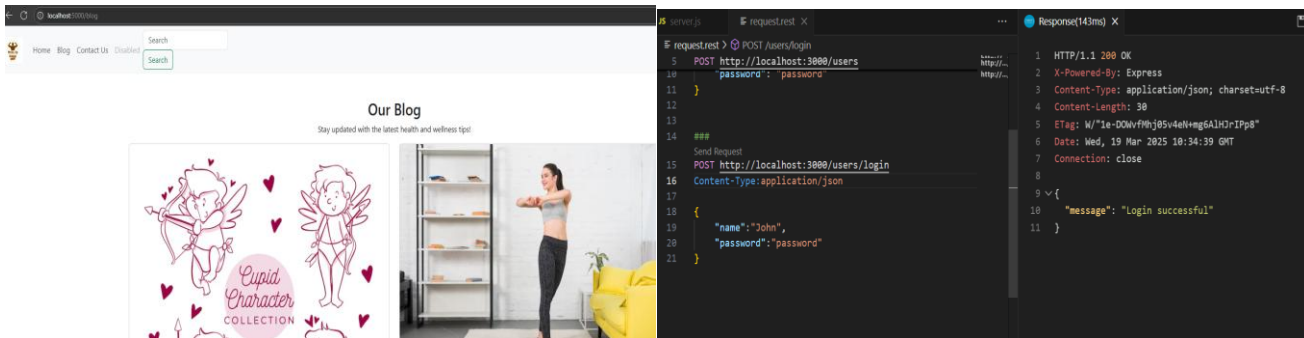 localhost:3000/blog
Home Blog Contact Us Disabled
Search
Search
Our Blog
Stay updated with the latest health and wellness tips!
Cupid
Character
COLLECTION
JS server.js
request.rest ×
···
request.rest > POST /users/login
5 POST http://localhost:3000/users
10 "password": "password"
11 }
12
13
14 ###
Send Request
15 POST http://localhost:3000/users/login
16 Content-Type:application/json
17
18 {
19 "name":"John",
20 "password":"password"
21 }
http://...
http://...
Response(143ms) ×
1 HTTP/1.1 200 OK
2 X-Powered-By: Express
3 Content-Type: application/json; charset=utf-8
4 Content-Length: 30
5 ETag: W/"1e-DOWvfMhj05v4eN+mg6AlHJrIPp8"
6 Date: Wed, 19 Mar 2025 10:34:39 GMT
7 Connection: close
8
9 {
10 "message": "Login successful"
11 }